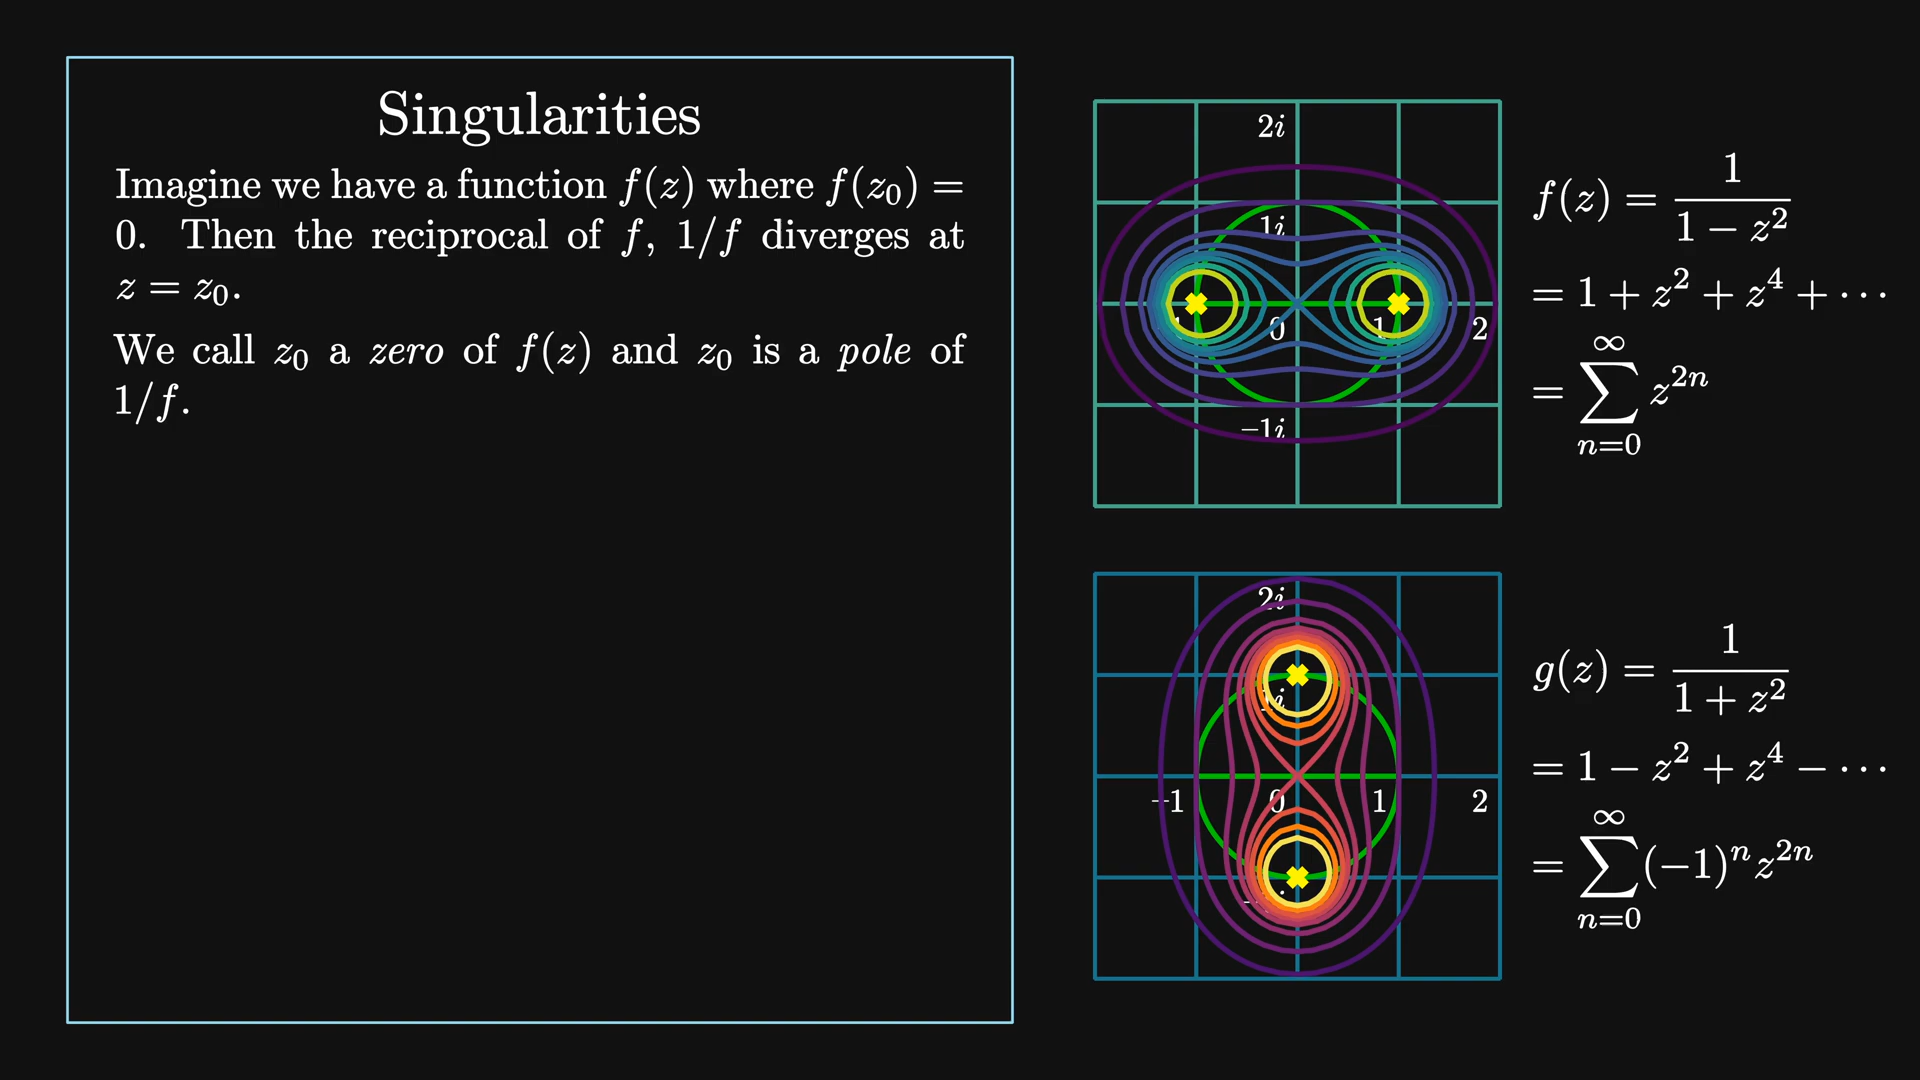 Singularities
Imagine we have a function f(z) where f(z₀) =
0. Then the reciprocal of f, 1/f diverges at
z = z₀.
We call z₀ a zero of f(z) and z₀ is a pole of
1/f.
2i
1i
0
1
2
−1i
f(z) = 1/(1 − z²)
= 1 + z² + z⁴ + ⋯
= ∑_{n=0}^{∞} z²ⁿ
2i
−1
0
1
2
g(z) = 1/(1 + z²)
= 1 − z² + z⁴ − ⋯
= ∑_{n=0}^{∞} (−1)ⁿ z²ⁿ